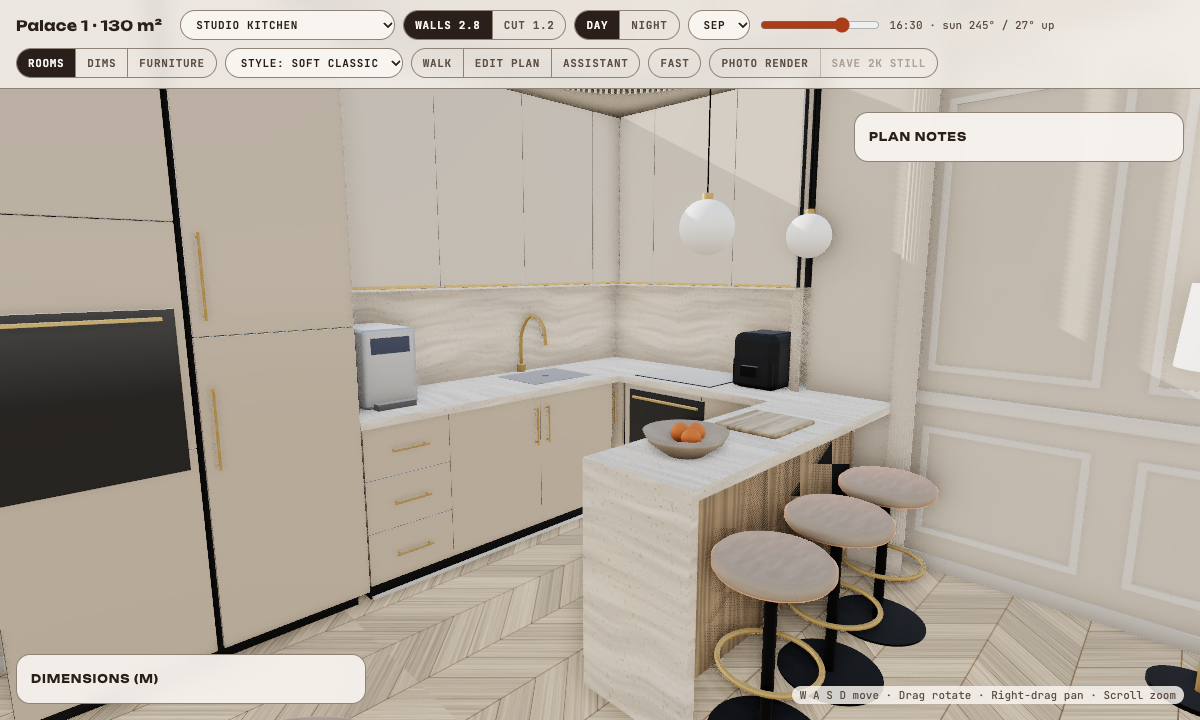 Palace 1 · 130 m²
STUDIO KITCHEN
WALLS 2.8
CUT 1.2
DAY
NIGHT
SEP
16:30 · sun 245° / 27° up
ROOMS
DIMS
FURNITURE
STYLE: SOFT CLASSIC
WALK
EDIT PLAN
ASSISTANT
FAST
PHOTO RENDER
SAVE 2K STILL
PLAN NOTES
DIMENSIONS (M)
W A S D move · Drag rotate · Right-drag pan · Scroll zoom